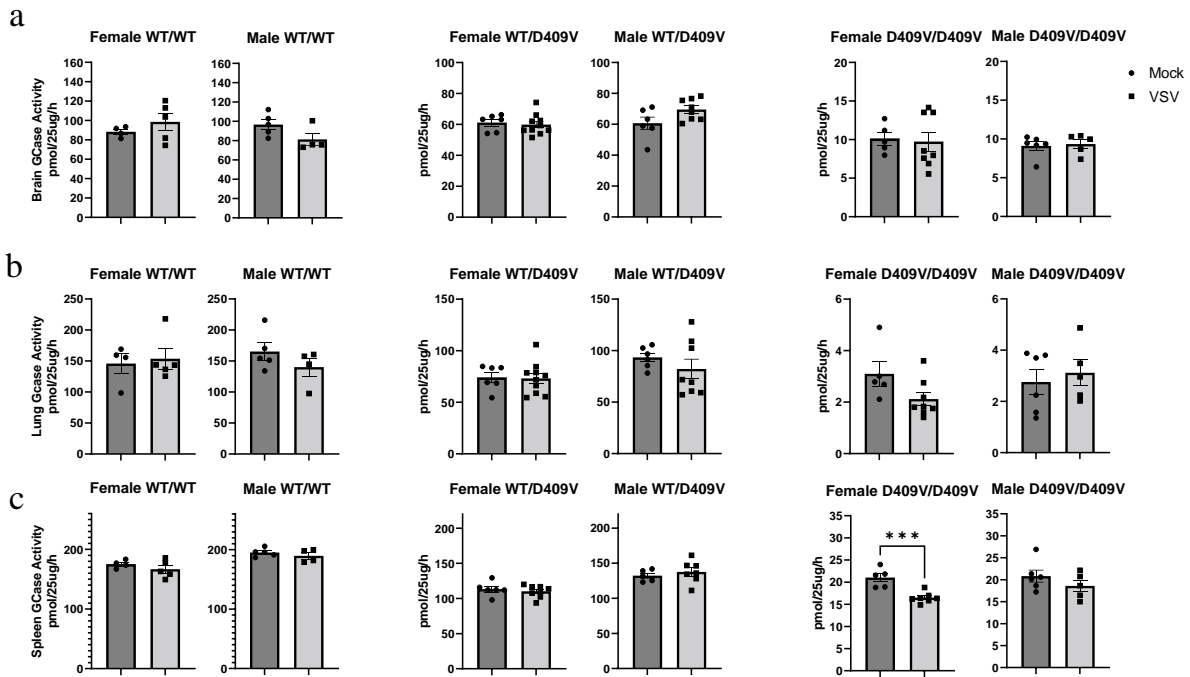 a
Female WT/WT
Male WT/WT
Female WT/D409V
Male WT/D409V
Female D409V/D409V
Male D409V/D409V
Mock
VSV
Brain GCase Activity
pmol/25ug/h
160
140
120
100
80
60
40
20
0
160
140
120
100
80
60
40
20
0
pmol/25ug/h
100
80
60
40
20
0
100
80
60
40
20
0
pmol/25ug/h
20
15
10
5
0
20
15
10
5
0
b
Female WT/WT
Male WT/WT
Female WT/D409V
Male WT/D409V
Female D409V/D409V
Male D409V/D409V
Lung Gcase Activity
pmol/25ug/h
250
200
150
100
50
0
250
200
150
100
50
0
pmol/25ug/h
150
100
50
0
150
100
50
0
pmol/25ug/h
6
4
2
0
6
4
2
0
c
Female WT/WT
Male WT/WT
Female WT/D409V
Male WT/D409V
Female D409V/D409V
Male D409V/D409V
Spleen GCase Activity
pmol/25ug/h
200
100
0
200
100
0
pmol/25ug/h
200
150
100
50
0
200
150
100
50
0
pmol/25ug/h
35
30
25
20
15
10
5
0
***
35
30
25
20
15
10
5
0